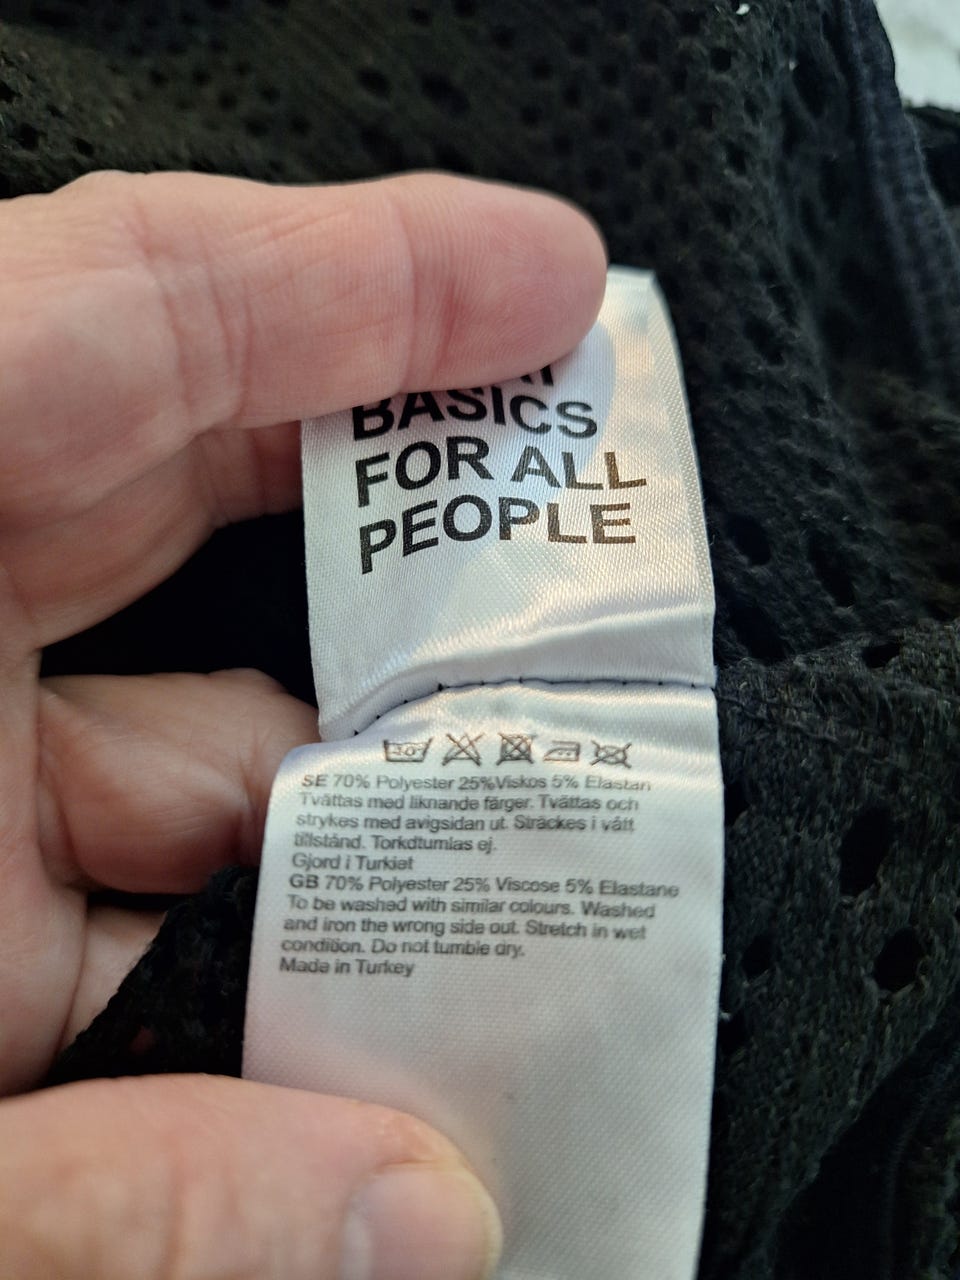 BASICS
FOR ALL
PEOPLE
30°
SE 70% Polyester 25%Viskos 5% Elastan
Tvättas med liknande färger. Tvättas och
strykes med avigsidan ut. Sträckes i vått
tillstånd. Torkdtumlas ej.
Gjord i Turkiet
GB 70% Polyester 25% Viscose 5% Elastane
To be washed with similar colours. Washed
and iron the wrong side out. Stretch in wet
condition. Do not tumble dry.
Made in Turkey